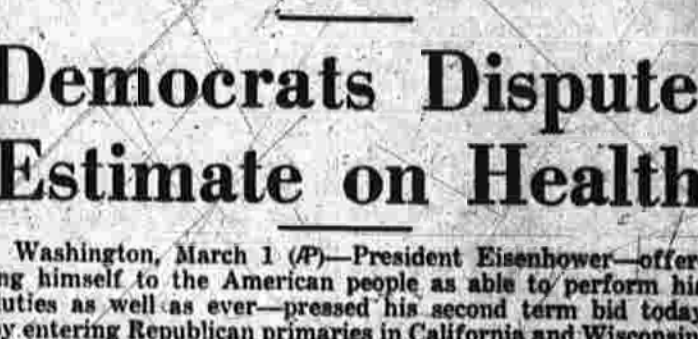 Democrats Dispute
Estimate on Health
Washington, March 1 (AP)—President Eisenhower—offer-
ng himself to the American people as able to perform his
duties as well as ever—pressed his second term bid today
by entering Republican primaries in California and Wisconsin